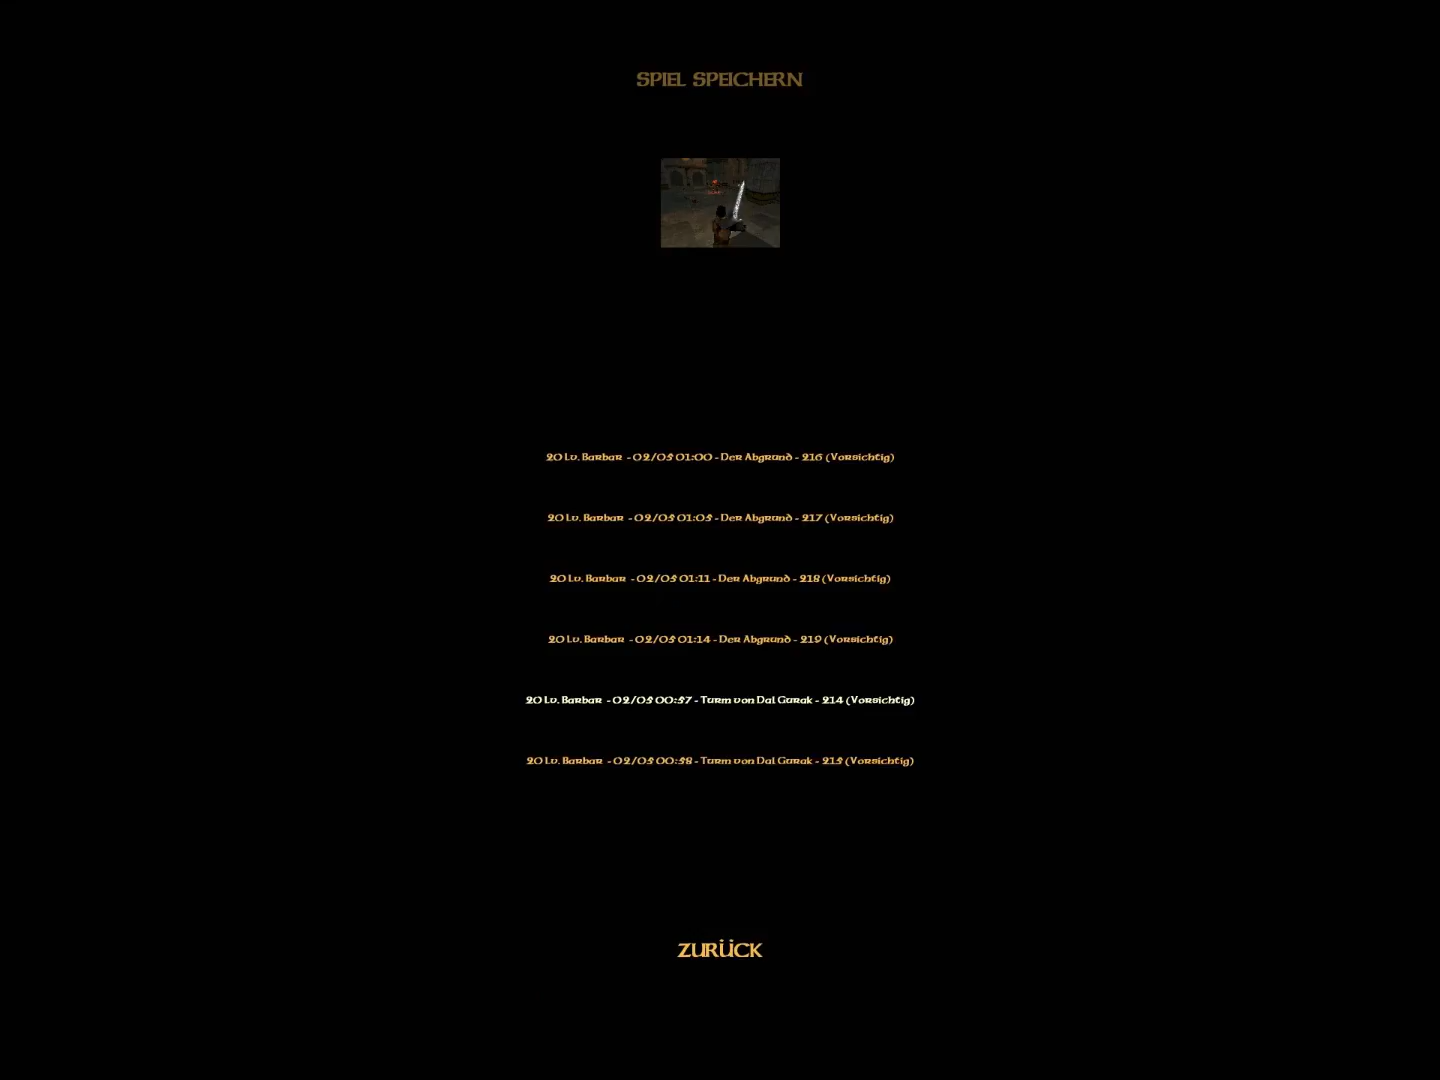 SPIEL SPEICHERN
20 Lv. Barbar - 02/05 01:00 - Der Abgrund - 216 (Vorsichtig)
20 Lv. Barbar - 02/05 01:05 - Der Abgrund - 217 (Vorsichtig)
20 Lv. Barbar - 02/05 01:11 - Der Abgrund - 218 (Vorsichtig)
20 Lv. Barbar - 02/05 01:14 - Der Abgrund - 219 (Vorsichtig)
20 Lv. Barbar - 02/05 00:57 - Turm von Dal Gurak - 214 (Vorsichtig)
20 Lv. Barbar - 02/05 00:58 - Turm von Dal Gurak - 215 (Vorsichtig)
ZURÜCK